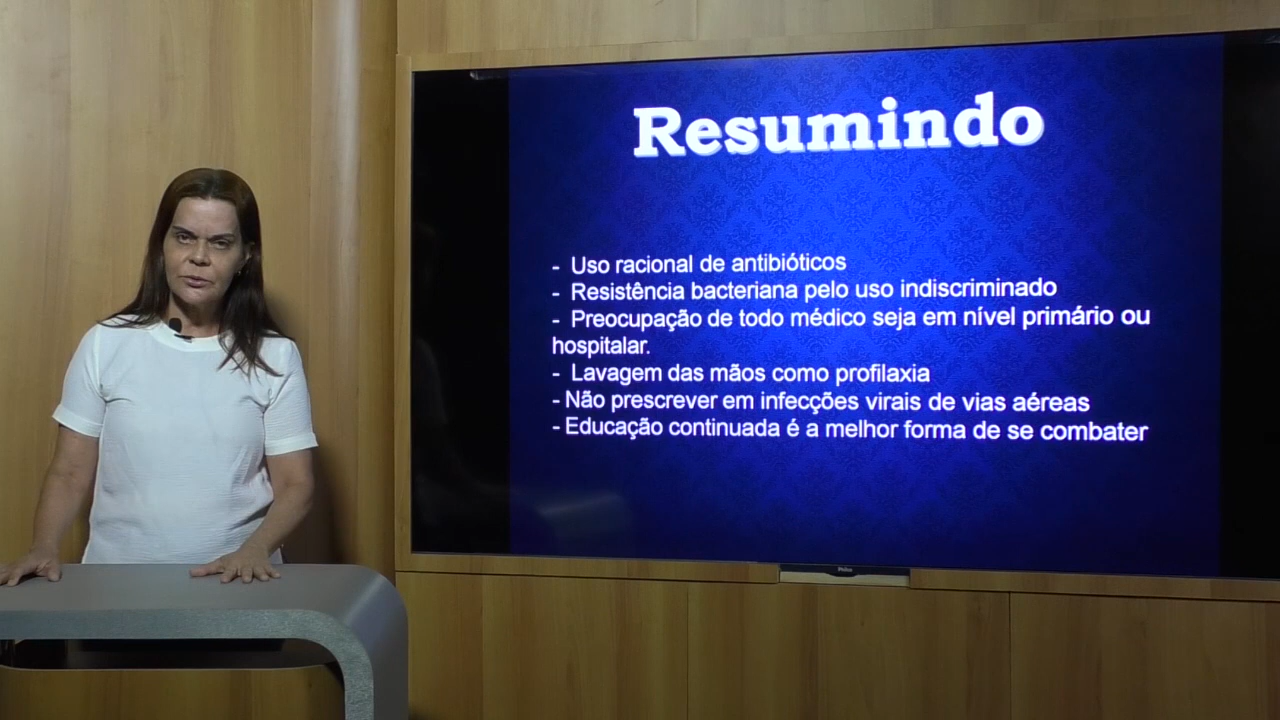 Resumindo
- Uso racional de antibióticos
- Resistência bacteriana pelo uso indiscriminado
- Preocupação de todo médico seja em nível primário ou
hospitalar.
- Lavagem das mãos como profilaxia
- Não prescrever em infecções virais de vias aéreas
- Educação continuada é a melhor forma de se combater
Philco